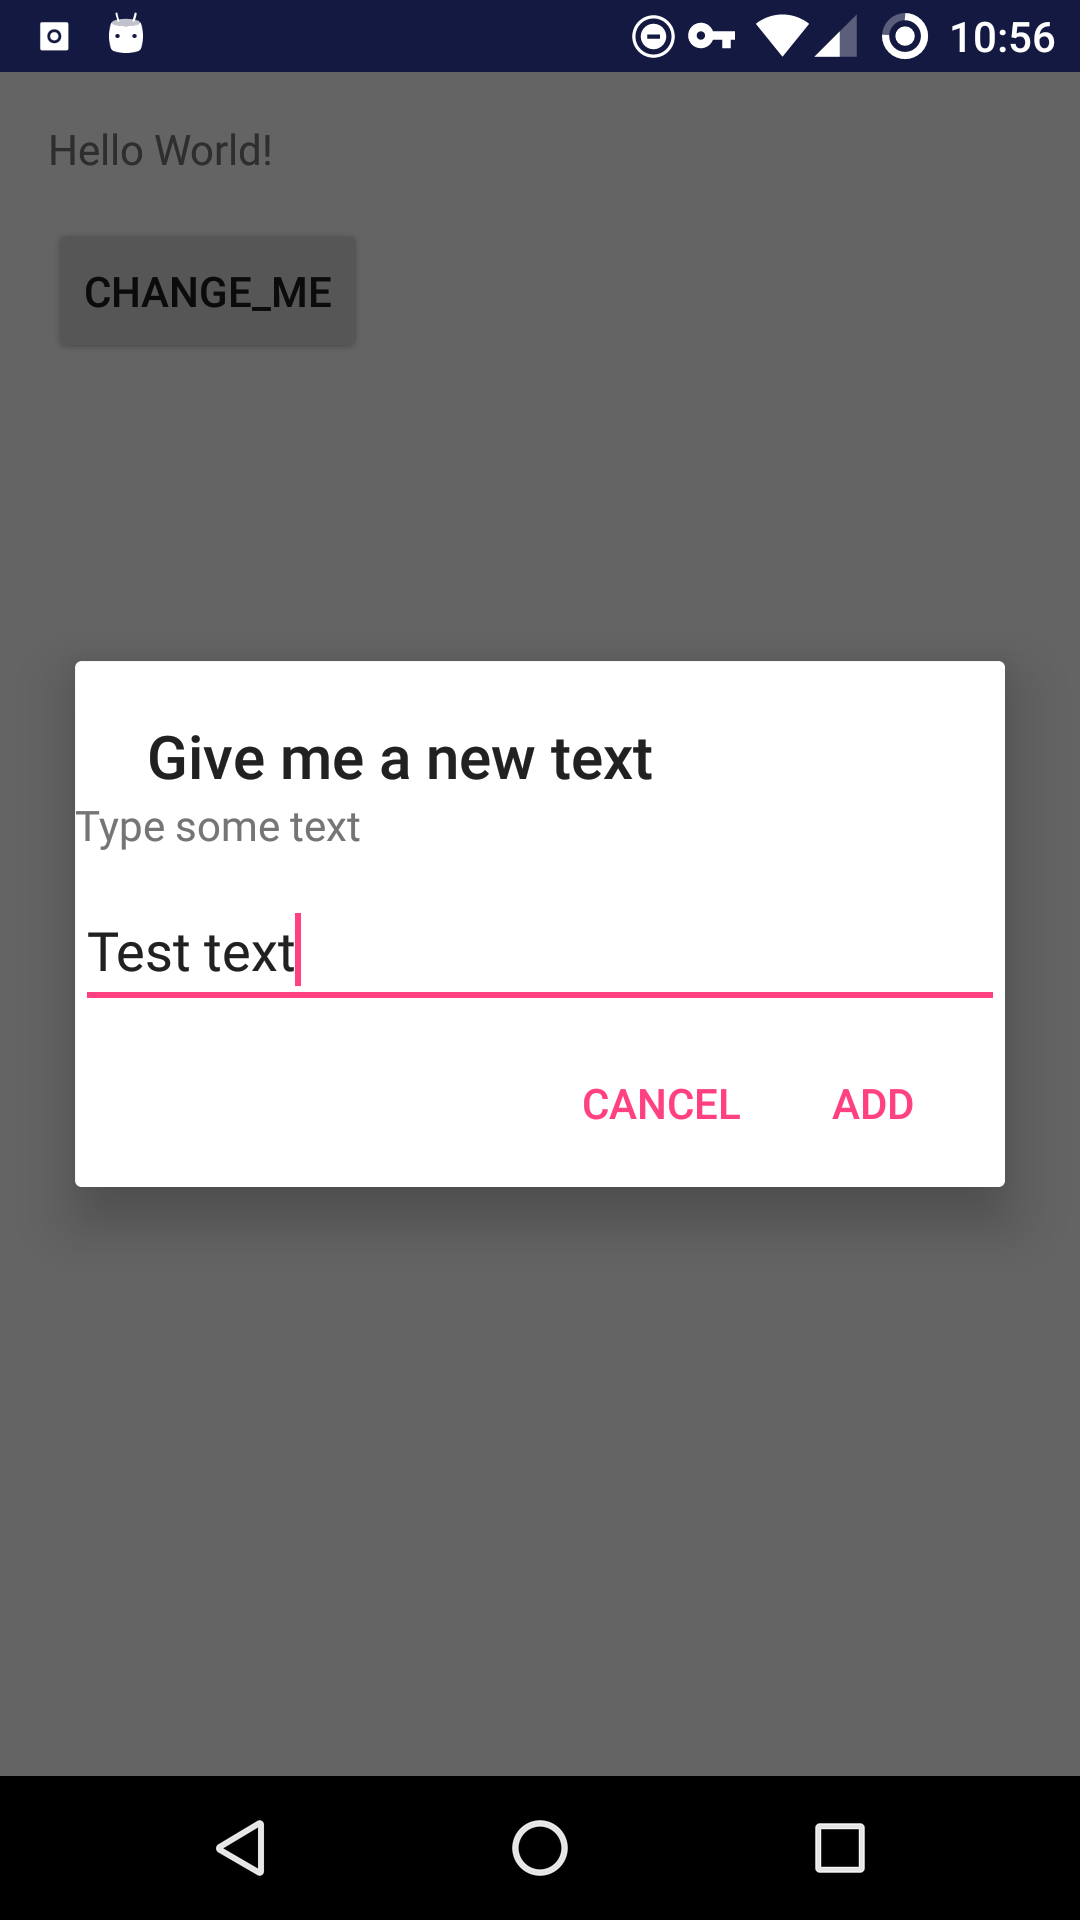 10:56
Hello World!
CHANGE_ME
Give me a new text
Type some text
Test text
CANCEL ADD